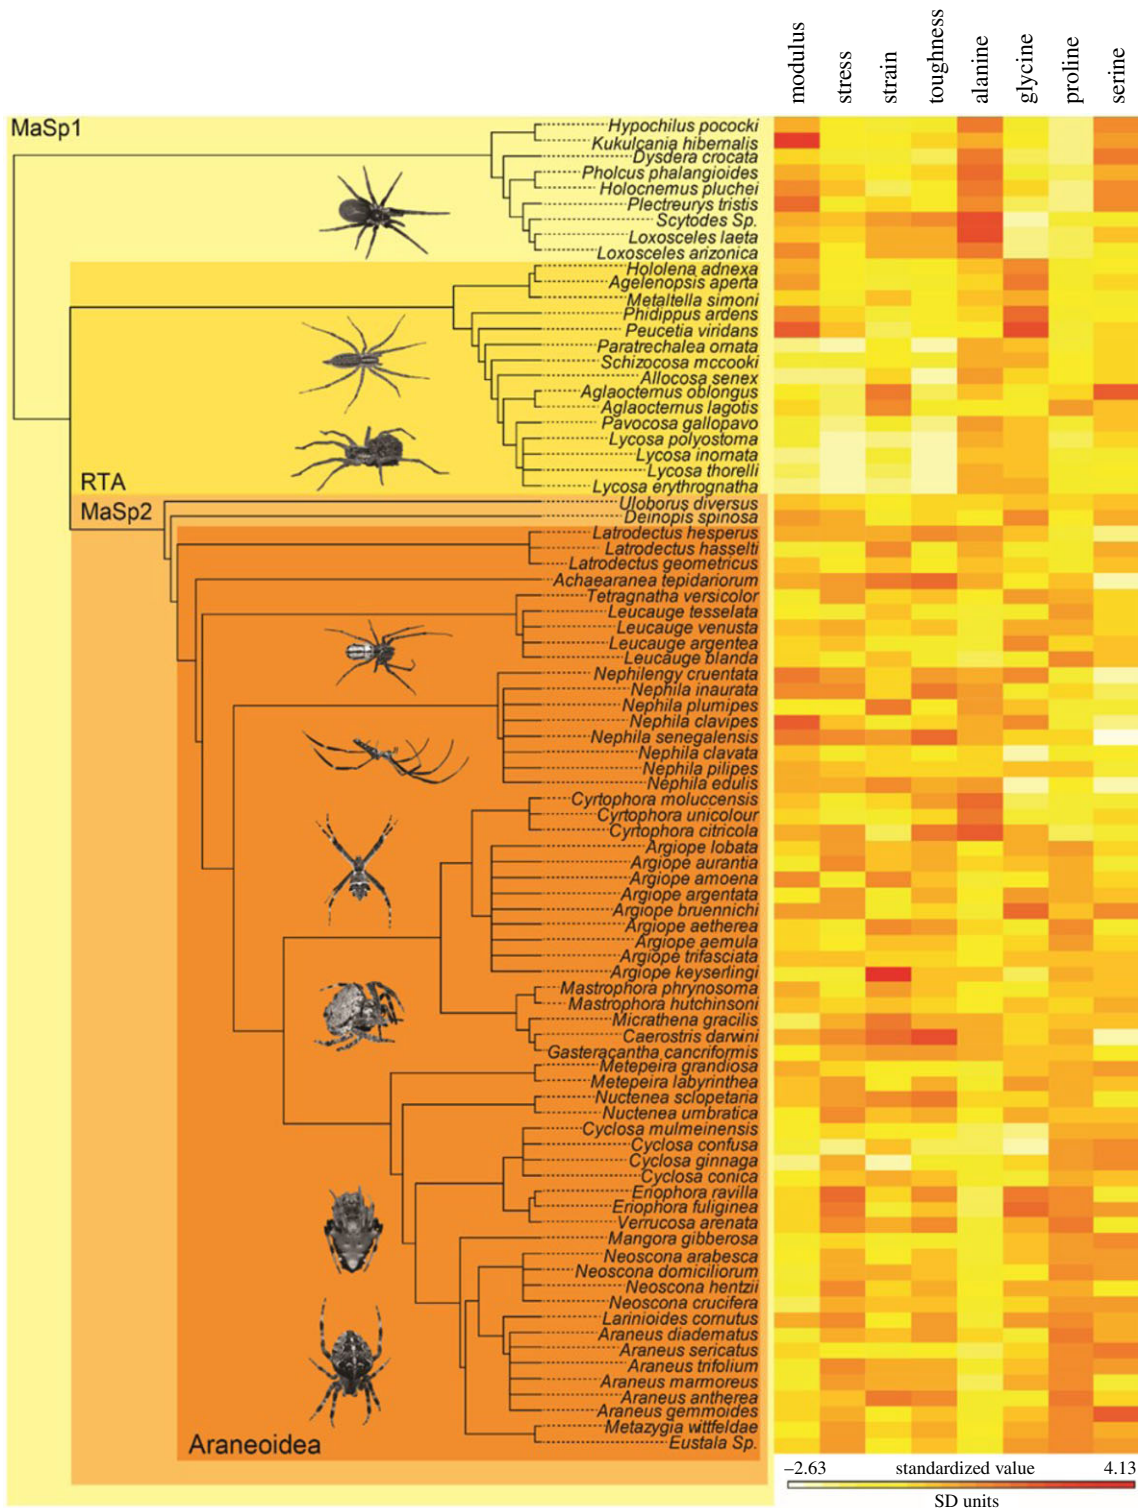 modulus
stress
strain
toughness
alanine
glycine
proline
serine
MaSp1
Hypochilus pococki
Kukulcania hibernalis
Dysdera crocata
Pholcus phalangioides
Holocnemus pluchei
Plectreurys tristis
Scytodes Sp.
Loxosceles laeta
Loxosceles arizonica
Hololena adnexa
Agelenopsis aperta
Metaltella simoni
Phidippus ardens
Peucetia viridans
Paratrechalea ornata
Schizocosa mccooki
Allocosa senex
Aglaoctenus oblongus
Aglaoctenus lagotis
Pavocosa gallopavo
Lycosa polyostoma
Lycosa inornata
Lycosa thorelli
RTA
Lycosa erythrognatha
Uloborus diversus
MaSp2
Deinopis spinosa
Latrodectus hesperus
Latrodectus hasselti
Latrodectus geometricus
Achaearanea tepidariorum
Tetragnatha versicolor
Leucauge tesselata
Leucauge venusta
Leucauge argentea
Leucauge blanda
Nephilengy cruentata
Nephila inaurata
Nephila plumipes
Nephila clavipes
Nephila senegalensis
Nephila clavata
Nephila pilipes
Nephila edulis
Cyrtophora moluccensis
Cyrtophora unicolour
Cyrtophora citricola
Argiope lobata
Argiope aurantia
Argiope amoena
Argiope argentata
Argiope bruennichi
Argiope aetherea
Argiope aemula
Argiope trifasciata
Argiope keyserlingi
Mastrophora phrynosoma
Mastrophora hutchinsoni
Micrathena gracilis
Caerostris darwini
Gasteracantha cancriformis
Metepeira grandiosa
Metepeira labyrinthea
Nuctenea sclopetaria
Nuctenea umbratica
Cyclosa mulmeinensis
Cyclosa confusa
Cyclosa ginnaga
Cyclosa conica
Eriophora ravilla
Eriophora fuliginea
Verrucosa arenata
Mangora gibberosa
Neoscona arabesca
Neoscona domiciliorum
Neoscona hentzii
Neoscona crucifera
Larinioides cornutus
Araneus diadematus
Araneus sericatus
Araneus trifolium
Araneus marmoreus
Araneus antherea
Araneus gemmoides
Metazygia wittfeldae
Eustala Sp.
Araneoidea
–2.63 standardized value 4.13
SD units